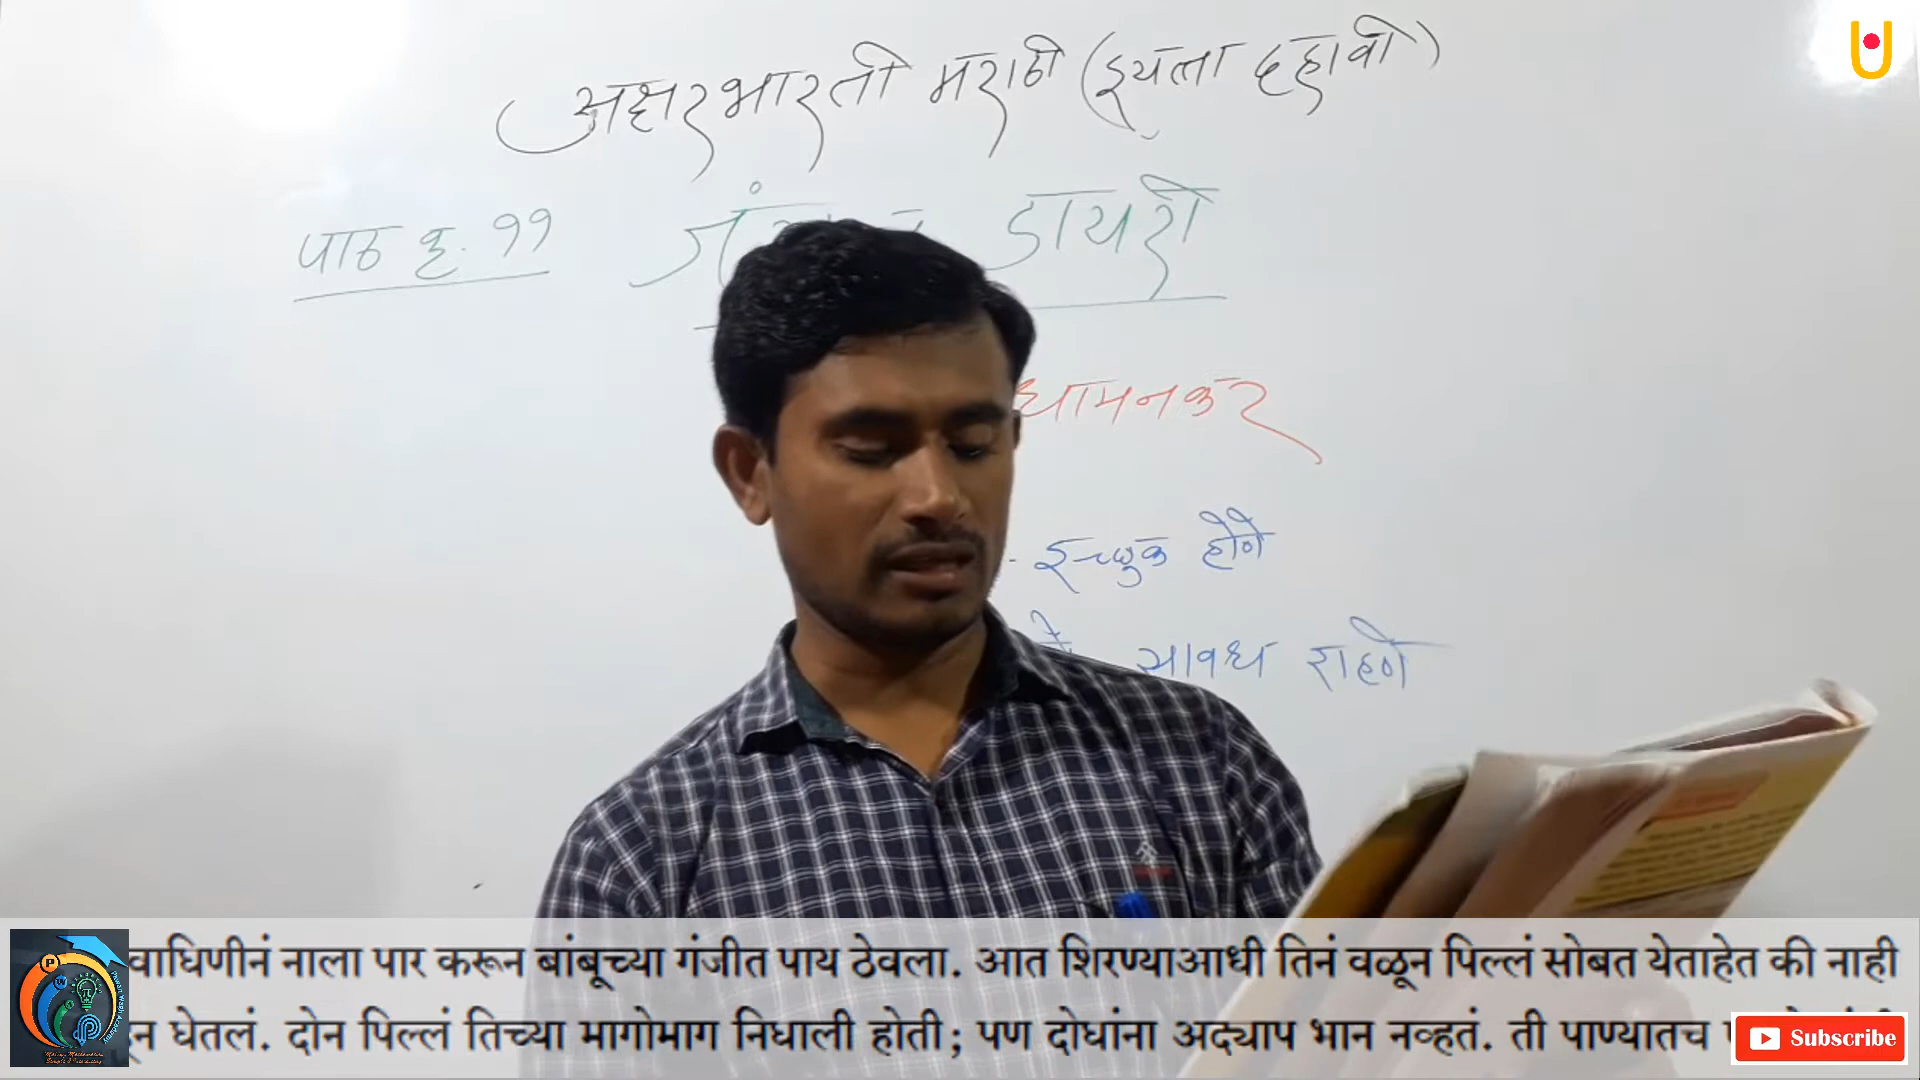 अक्षरभारती मराठी (इयत्ता दहावी)
पाठ क्र. ११ डायरी
धामनकर
- इच्छुक होणे
सावध राहणे
वाघिणीनं नाला पार करून बांबूच्या गंजीत पाय ठेवला. आत शिरण्याआधी तिनं वळून पिल्लं सोबत येताहेत की नाही
घेतलं. दोन पिल्लं तिच्या मागोमाग निघाली होती; पण दोघांना अद्याप भान नव्हतं. ती पाण्यातच
Subscribe